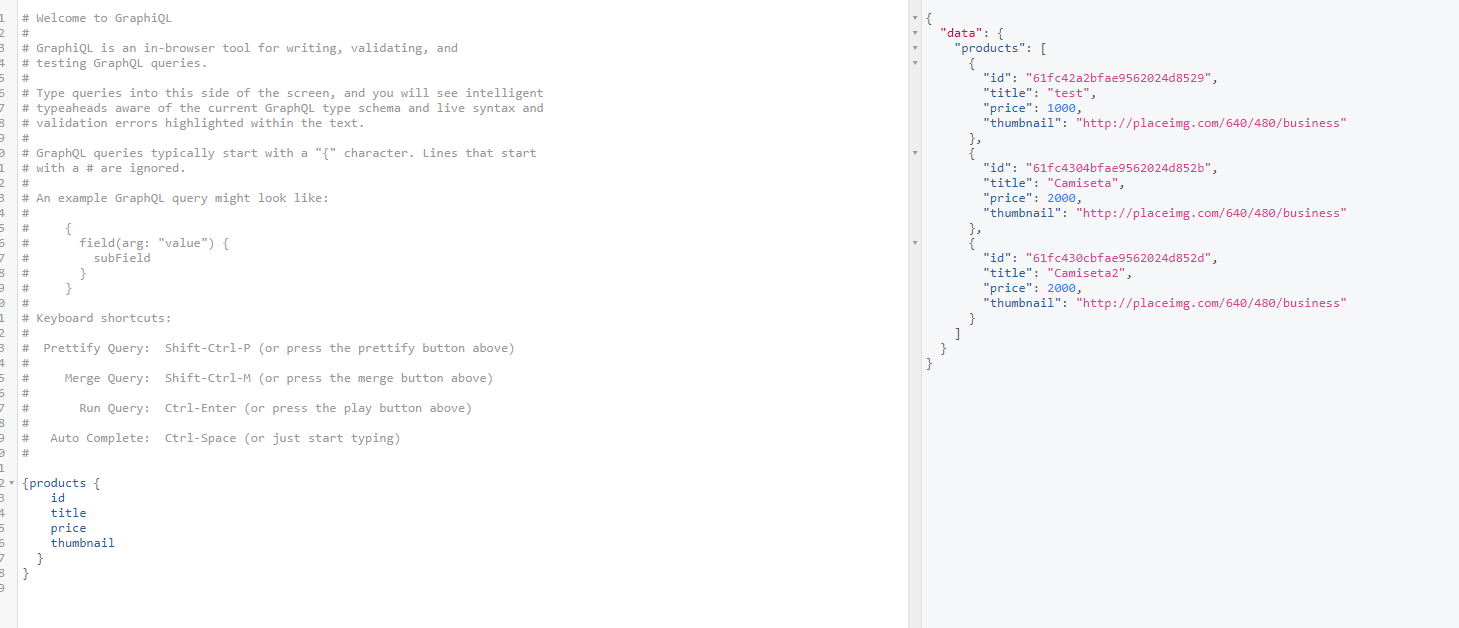 # Welcome to GraphiQL
#
# GraphiQL is an in-browser tool for writing, validating, and
# testing GraphQL queries.
#
# Type queries into this side of the screen, and you will see intelligent
# typeaheads aware of the current GraphQL type schema and live syntax and
# validation errors highlighted within the text.
#
# GraphQL queries typically start with a "{" character. Lines that start
# with a # are ignored.
#
# An example GraphQL query might look like:
#
#     {
#       field(arg: "value") {
#         subField
#       }
#     }
#
# Keyboard shortcuts:
#
#  Prettify Query:  Shift-Ctrl-P (or press the prettify button above)
#
#     Merge Query:  Shift-Ctrl-M (or press the merge button above)
#
#       Run Query:  Ctrl-Enter (or press the play button above)
#
#   Auto Complete:  Ctrl-Space (or just start typing)
#

{products {
    id
    title
    price
    thumbnail
  }
}
{
  "data": {
    "products": [
      {
        "id": "61fc42a2bfae9562024d8529",
        "title": "test",
        "price": 1000,
        "thumbnail": "http://placeimg.com/640/480/business"
      },
      {
        "id": "61fc4304bfae9562024d852b",
        "title": "Camiseta",
        "price": 2000,
        "thumbnail": "http://placeimg.com/640/480/business"
      },
      {
        "id": "61fc430cbfae9562024d852d",
        "title": "Camiseta2",
        "price": 2000,
        "thumbnail": "http://placeimg.com/640/480/business"
      }
    ]
  }
}